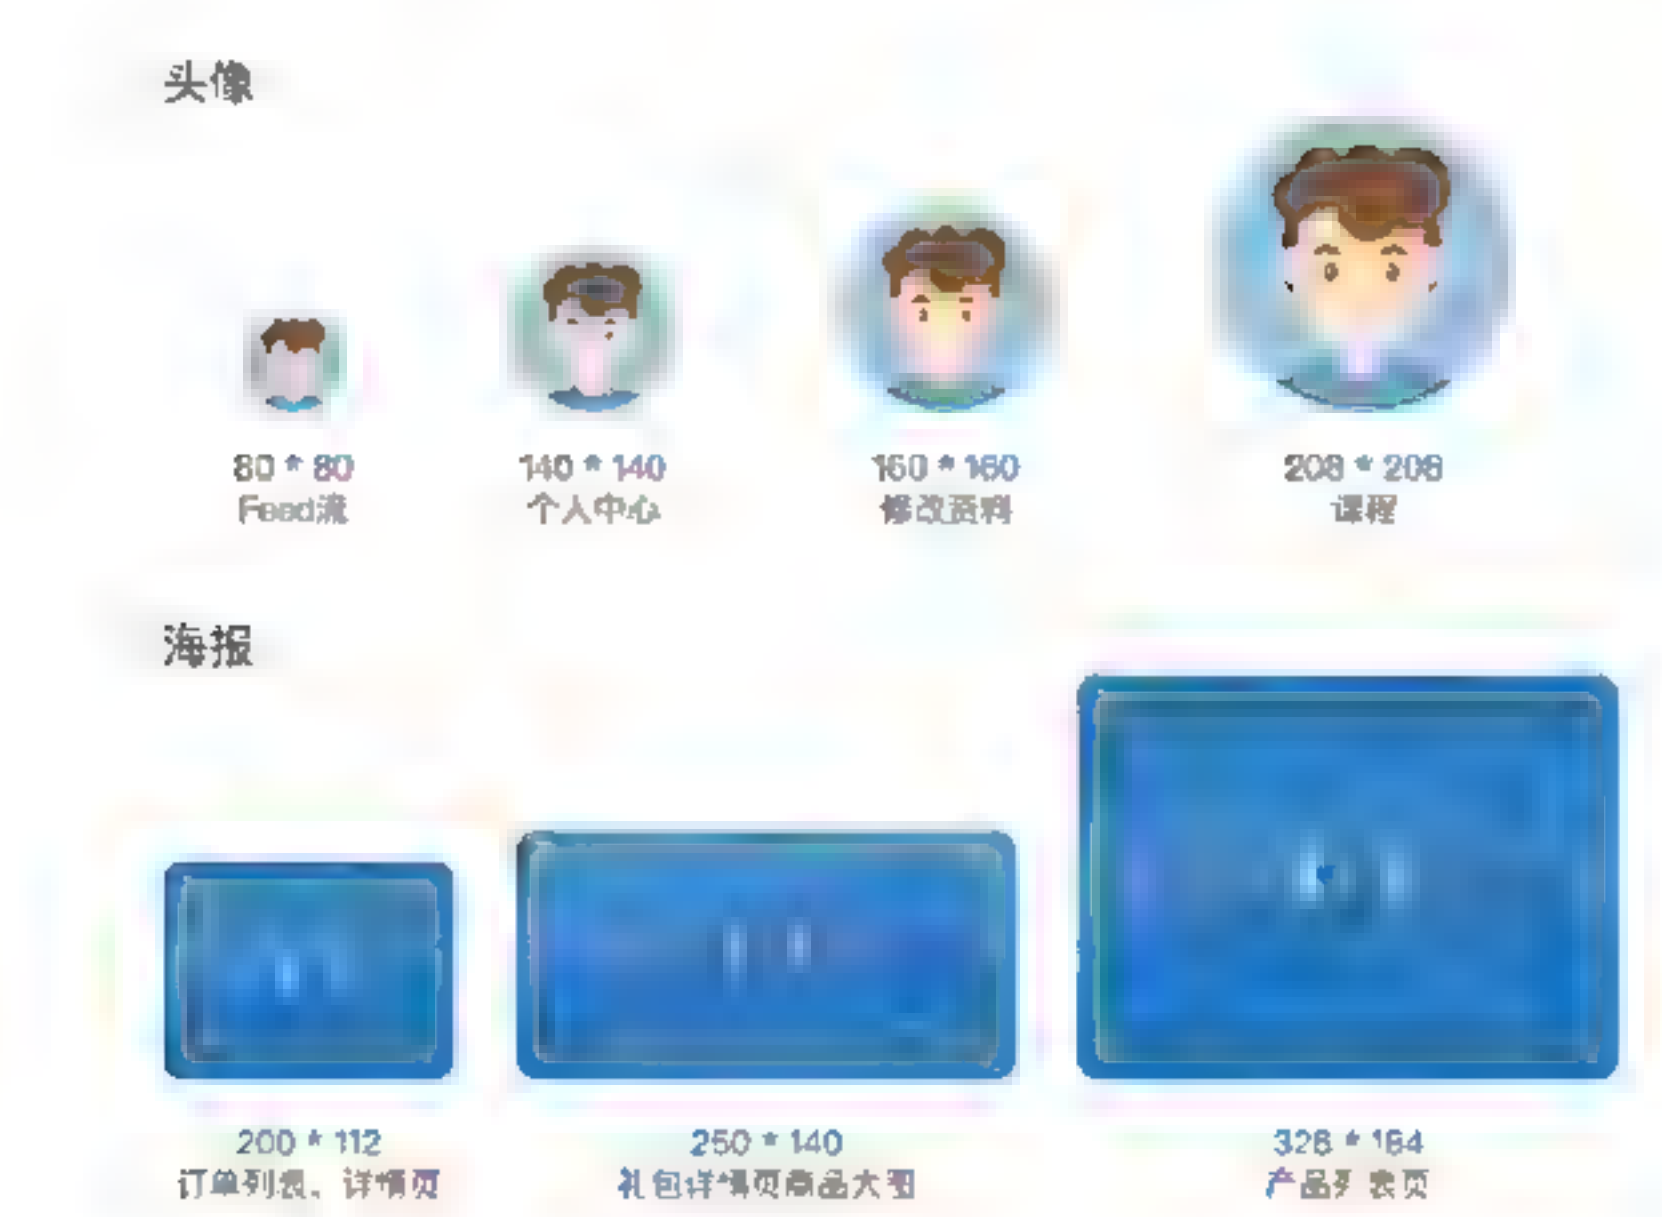 头像
80 * 80
140 * 140
160 * 160
208 * 208
Feed流
个人中心
修改资料
课程
海报
200 * 112
250 * 140
328 * 184
订单列表、详情页
礼包详情页商品大图
产品列表页